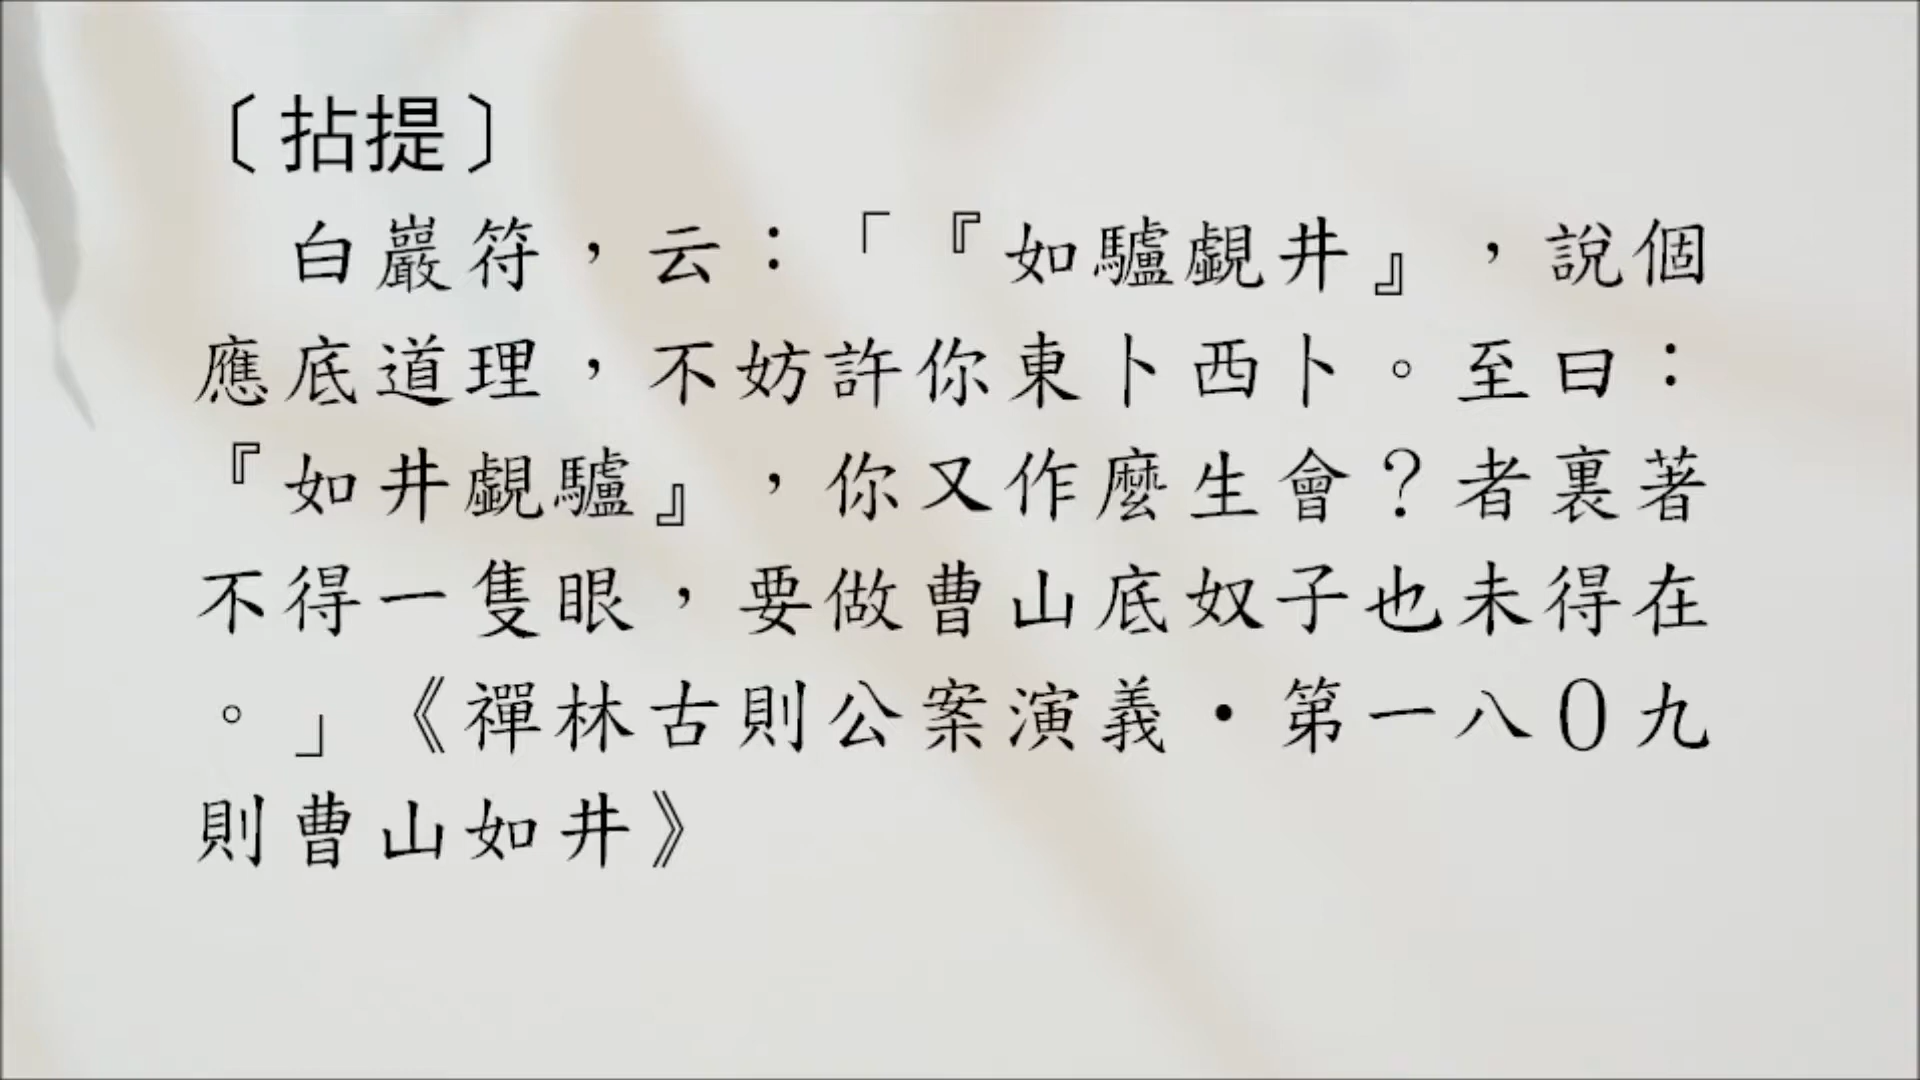 〔拈提〕
白巖符，云：「『如驢覷井』，說個
應底道理，不妨許你東卜西卜。至曰：
『如井覷驢』，你又作麼生會？者裏著
不得一隻眼，要做曹山底奴子也未得在
。」《禪林古則公案演義·第一八〇九
則曹山如井》